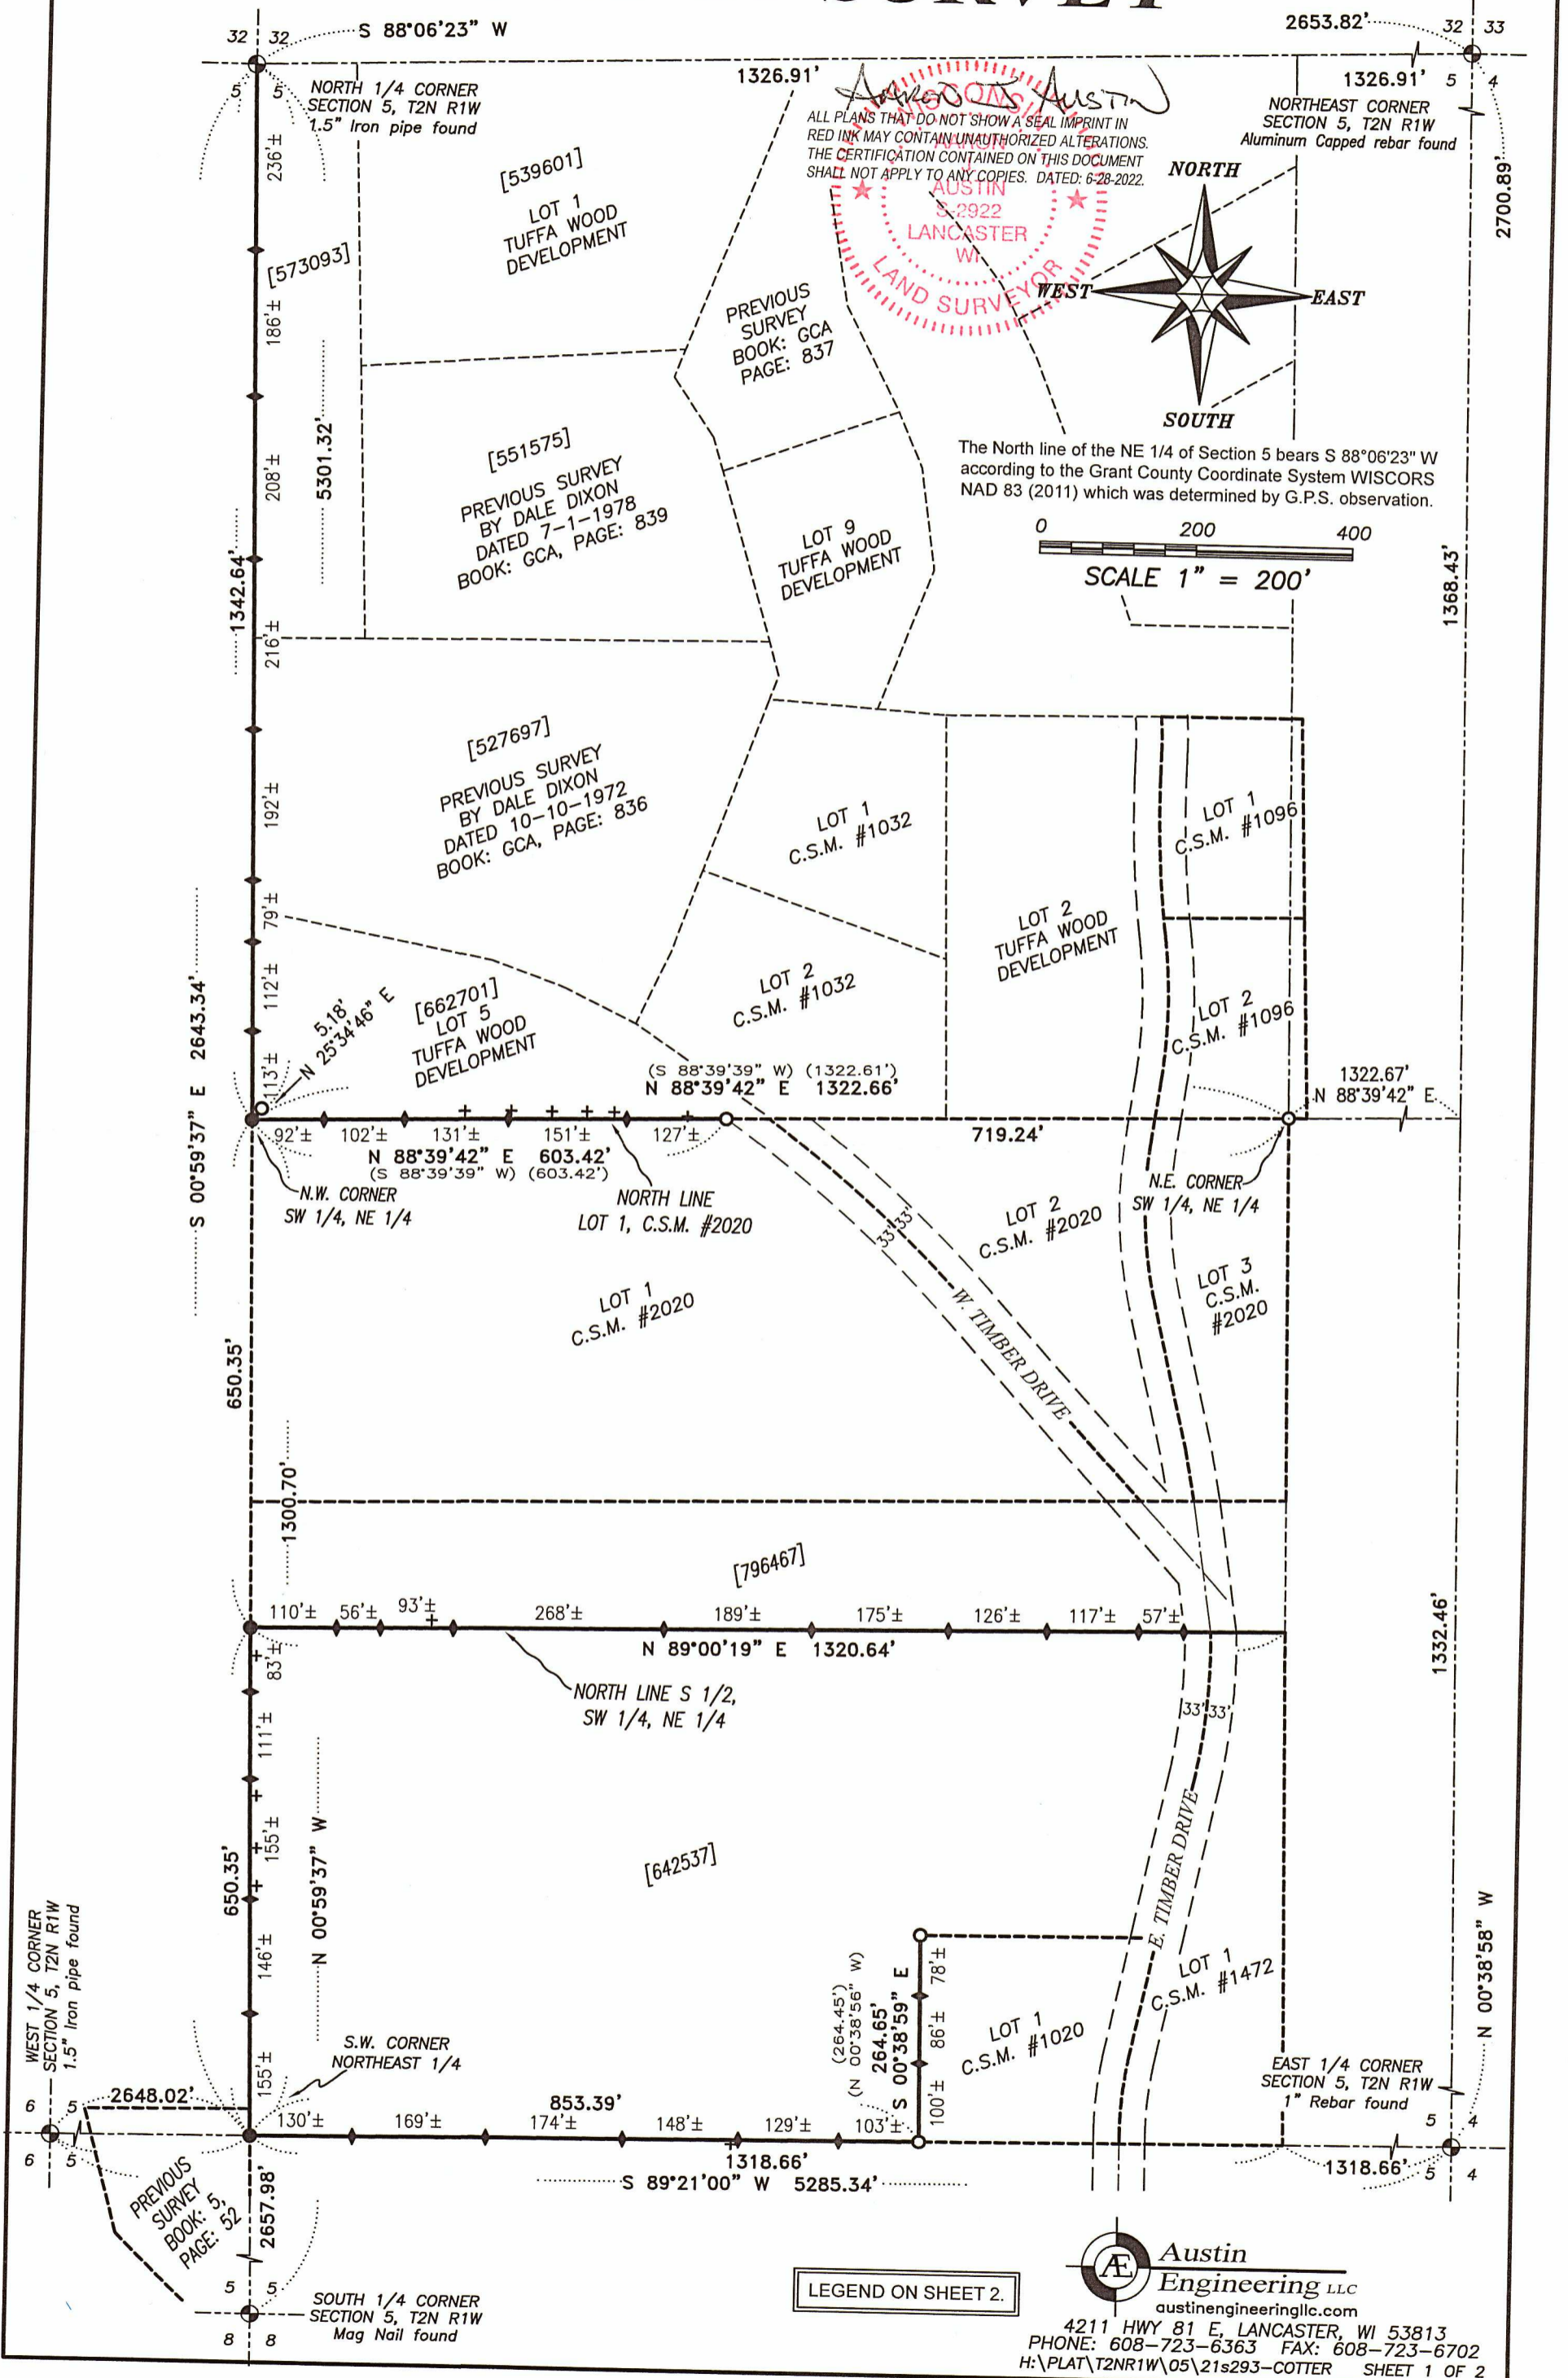 SURVEY
32 32
S 88°06'23" W
2653.82'
32 33
5 5
NORTH 1/4 CORNER
SECTION 5, T2N R1W
1.5" Iron pipe found
1326.91'
1326.91'
5 4
NORTHEAST CORNER
SECTION 5, T2N R1W
Aluminum Capped rebar found
AARON J AUSTIN
ALL PLANS THAT DO NOT SHOW A SEAL IMPRINT IN
RED INK MAY CONTAIN UNAUTHORIZED ALTERATIONS.
THE CERTIFICATION CONTAINED ON THIS DOCUMENT
SHALL NOT APPLY TO ANY COPIES. DATED: 6-28-2022.
WISCONSIN
AARON
J.
AUSTIN
S-2922
LANCASTER
WI
LAND SURVEYOR
NORTH
WEST
EAST
SOUTH
2700.89'
236'±
[573093]
186'±
[539601]
LOT 1
TUFFA WOOD
DEVELOPMENT
PREVIOUS
SURVEY
BOOK: GCA
PAGE: 837
The North line of the NE 1/4 of Section 5 bears S 88°06'23" W
according to the Grant County Coordinate System WISCORS
NAD 83 (2011) which was determined by G.P.S. observation.
0 200 400
SCALE 1" = 200'
5301.32'
208'±
[551575]
PREVIOUS SURVEY
BY DALE DIXON
DATED 7-1-1978
BOOK: GCA, PAGE: 839
LOT 9
TUFFA WOOD
DEVELOPMENT
1342.64'
1368.43'
216'±
192'±
[527697]
PREVIOUS SURVEY
BY DALE DIXON
DATED 10-10-1972
BOOK: GCA, PAGE: 836
LOT 1
C.S.M. #1032
LOT 1
C.S.M. #1096
79'±
LOT 2
TUFFA WOOD
DEVELOPMENT
LOT 2
C.S.M. #1032
LOT 2
C.S.M. #1096
112'±
S 00°59'37" E 2643.34'
5.18'
N 25°34'46" E
113'±
[662701]
LOT 5
TUFFA WOOD
DEVELOPMENT
(S 88°39'39" W) (1322.61')
N 88°39'42" E 1322.66'
1322.67'
N 88°39'42" E
92'± 102'± 131'± 151'± 127'±
719.24'
N 88°39'42" E 603.42'
(S 88°39'39" W) (603.42')
N.W. CORNER
SW 1/4, NE 1/4
NORTH LINE
LOT 1, C.S.M. #2020
N.E. CORNER
SW 1/4, NE 1/4
LOT 2
C.S.M. #2020
33' 33'
LOT 1
C.S.M. #2020
LOT 3
C.S.M.
#2020
W. TIMBER DRIVE
650.35'
1300.70'
[796467]
110'± 56'± 93'± 268'± 189'± 175'± 126'± 117'± 57'±
N 89°00'19" E 1320.64'
1332.46'
83'±
NORTH LINE S 1/2,
SW 1/4, NE 1/4
33' 33'
111'±
155'±
650.35'
N 00°59'37" W
[642537]
E. TIMBER DRIVE
146'±
WEST 1/4 CORNER
SECTION 5, T2N R1W
1.5" Iron pipe found
N 00°38'58" W
(264.45')
(N 00°38'56" W)
264.65'
S 00°38'59" E
78'±
86'±
100'±
LOT 1
C.S.M. #1472
LOT 1
C.S.M. #1020
S.W. CORNER
NORTHEAST 1/4
155'±
EAST 1/4 CORNER
SECTION 5, T2N R1W
1" Rebar found
6 5
2648.02'
853.39'
130'± 169'± 174'± 148'± 129'± 103'±
5 4
6 5
1318.66'
1318.66'
5 4
S 89°21'00" W 5285.34'
PREVIOUS
SURVEY
BOOK: 5,
PAGE: 52
2657.98'
5 5
8 8
SOUTH 1/4 CORNER
SECTION 5, T2N R1W
Mag Nail found
LEGEND ON SHEET 2.
AE
Austin
Engineering LLC
austinengineeringllc.com
4211 HWY 81 E, LANCASTER, WI 53813
PHONE: 608-723-6363 FAX: 608-723-6702
H:\PLAT\T2NR1W\05\21s293-COTTER SHEET 1 OF 2